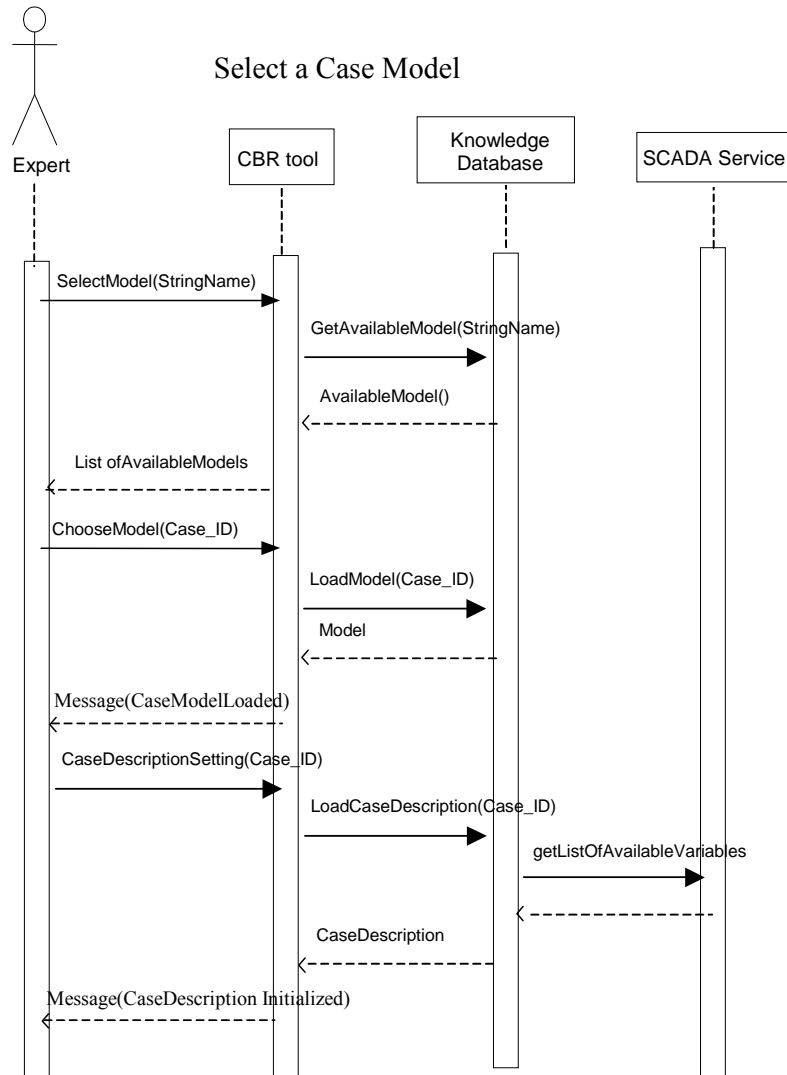 Select a Case Model
Expert
CBR tool
Knowledge
Database
SCADA Service
SelectModel(StringName)
GetAvailableModel(StringName)
AvailableModel()
List ofAvailableModels
ChooseModel(Case_ID)
LoadModel(Case_ID)
Model
Message(CaseModelLoaded)
CaseDescriptionSetting(Case_ID)
LoadCaseDescription(Case_ID)
getListOfAvailableVariables
CaseDescription
Message(CaseDescription Initialized)